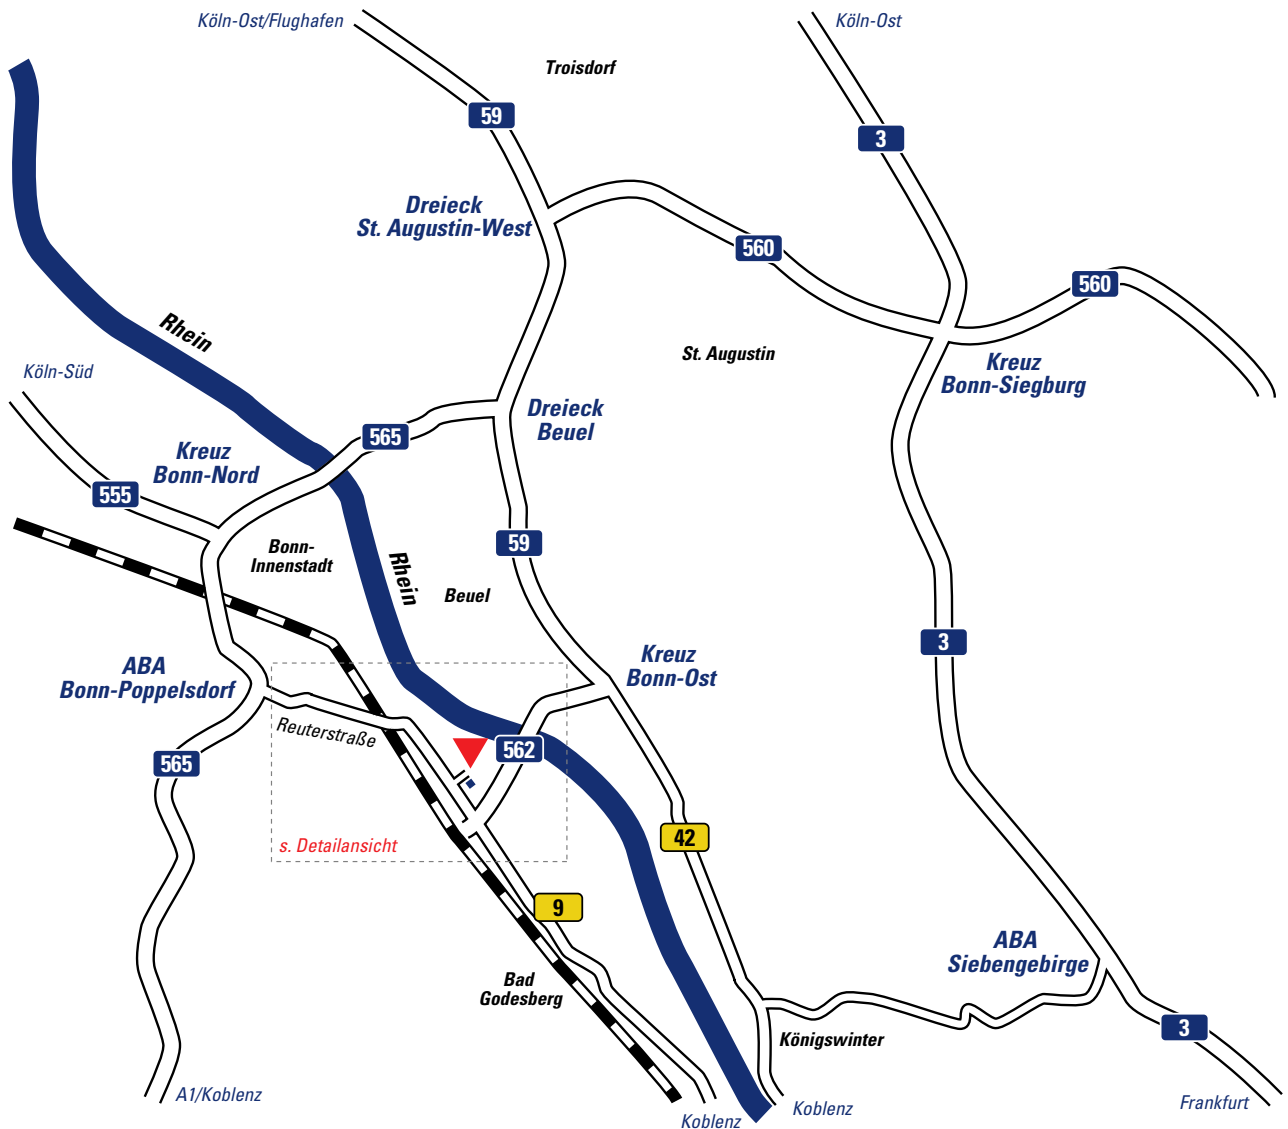 Köln-Ost/Flughafen
Köln-Ost
Troisdorf
59
3
Dreieck
St. Augustin-West
560
560
Rhein
St. Augustin
Köln-Süd
Kreuz
Bonn-Siegburg
Dreieck
Beuel
565
Kreuz
Bonn-Nord
555
59
Bonn-
Innenstadt
Rhein
Beuel
3
Kreuz
Bonn-Ost
ABA
Bonn-Poppelsdorf
Reuterstraße
562
565
42
s. Detailansicht
9
ABA
Siebengebirge
Bad
Godesberg
3
Königswinter
A1/Koblenz
Koblenz
Koblenz
Frankfurt